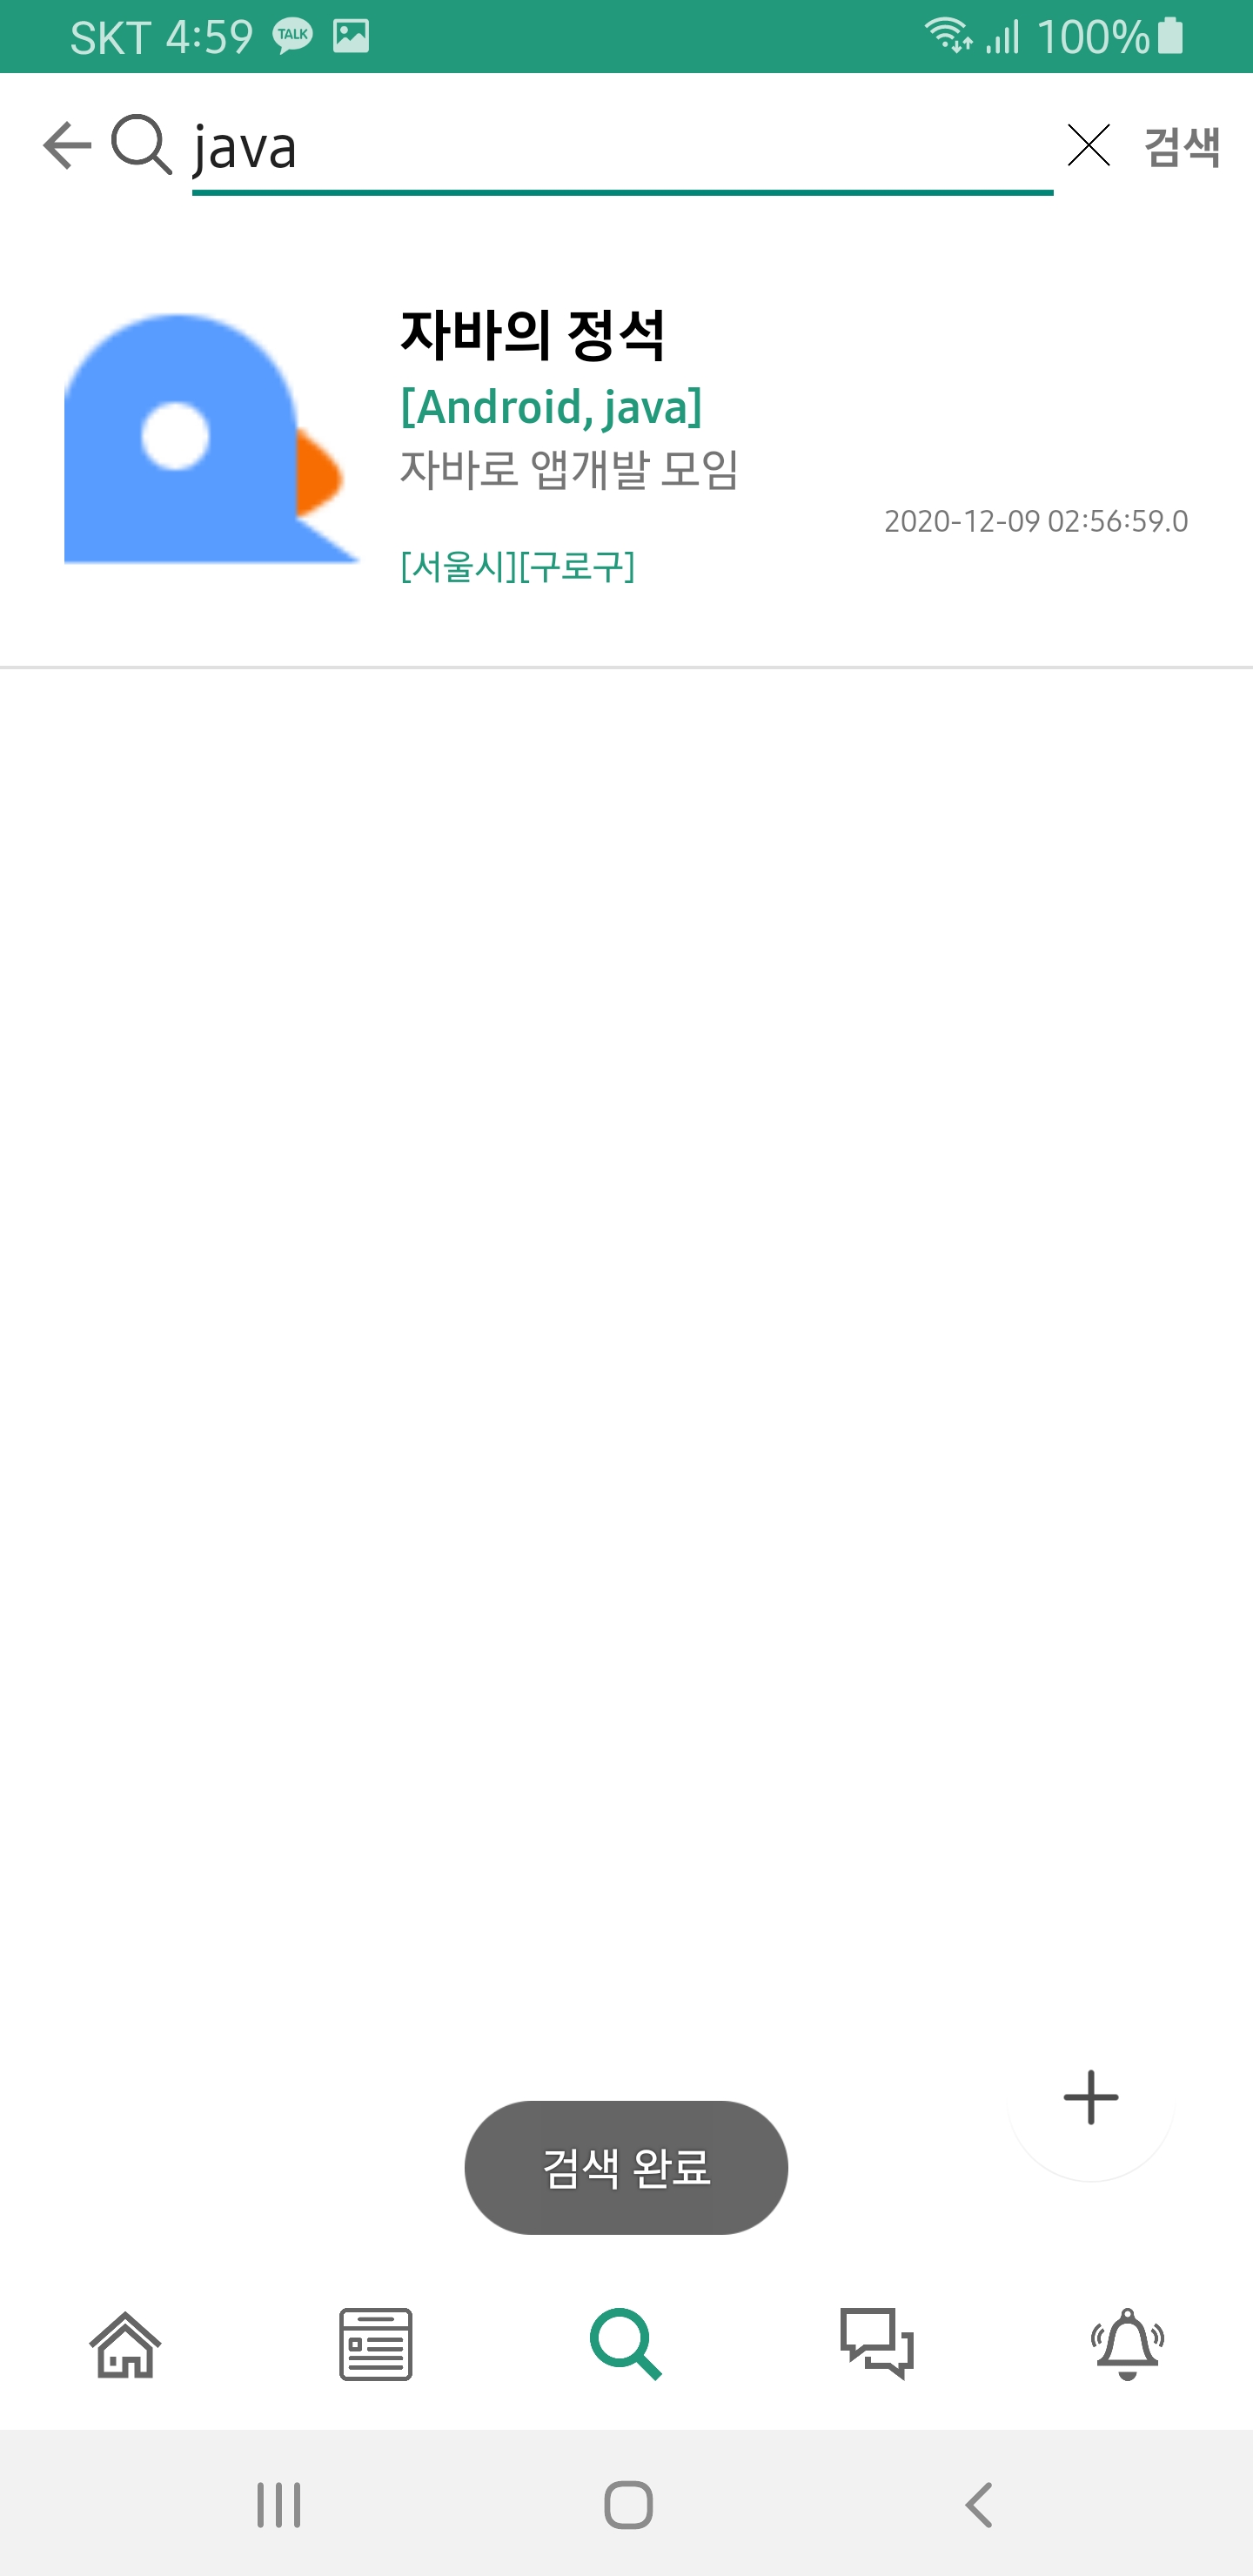 SKT 4:59 TALK 100%
java 검색
자바의 정석
[Android, java]
자바로 앱개발 모임
2020-12-09 02:56:59.0
[서울시][구로구]
검색 완료